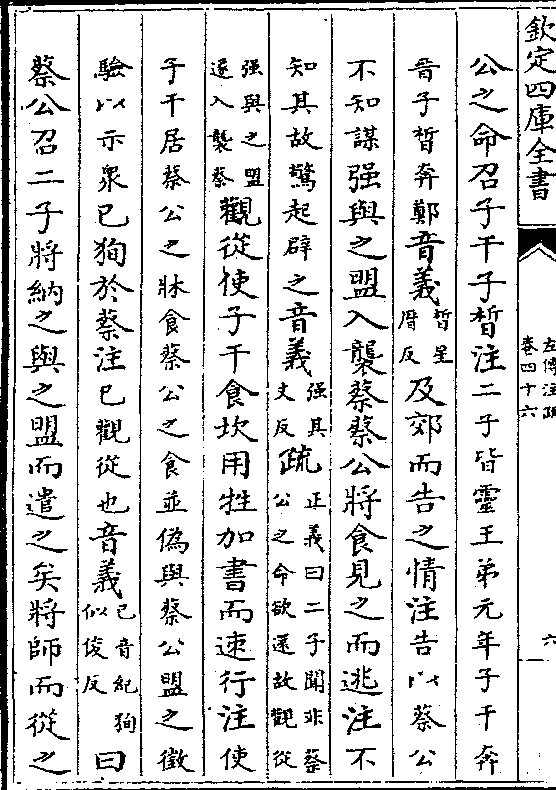 欽定四庫全書
左傳注疏
卷四十六
六
公之命召子干子晳注二子皆靈王弟元年子干奔
晉子晳奔鄭音義晳星厯反及郊而告之情注告以蔡公
不知謀强與之盟入襲蔡蔡公將食見之而逃注不
知其故驚起辟之音義强其丈反疏正義曰二子聞非蔡公之命欲還故觀從
强與之盟遂入襲蔡觀從使子干食坎用牲加書而速行注使
子干居蔡公之牀食蔡公之食並偽與蔡公盟之徴
驗以示衆已狥於蔡注已觀從也音義已音紀狥似俊反曰
蔡公召二子將納之與之盟而遣之矣將師而從之